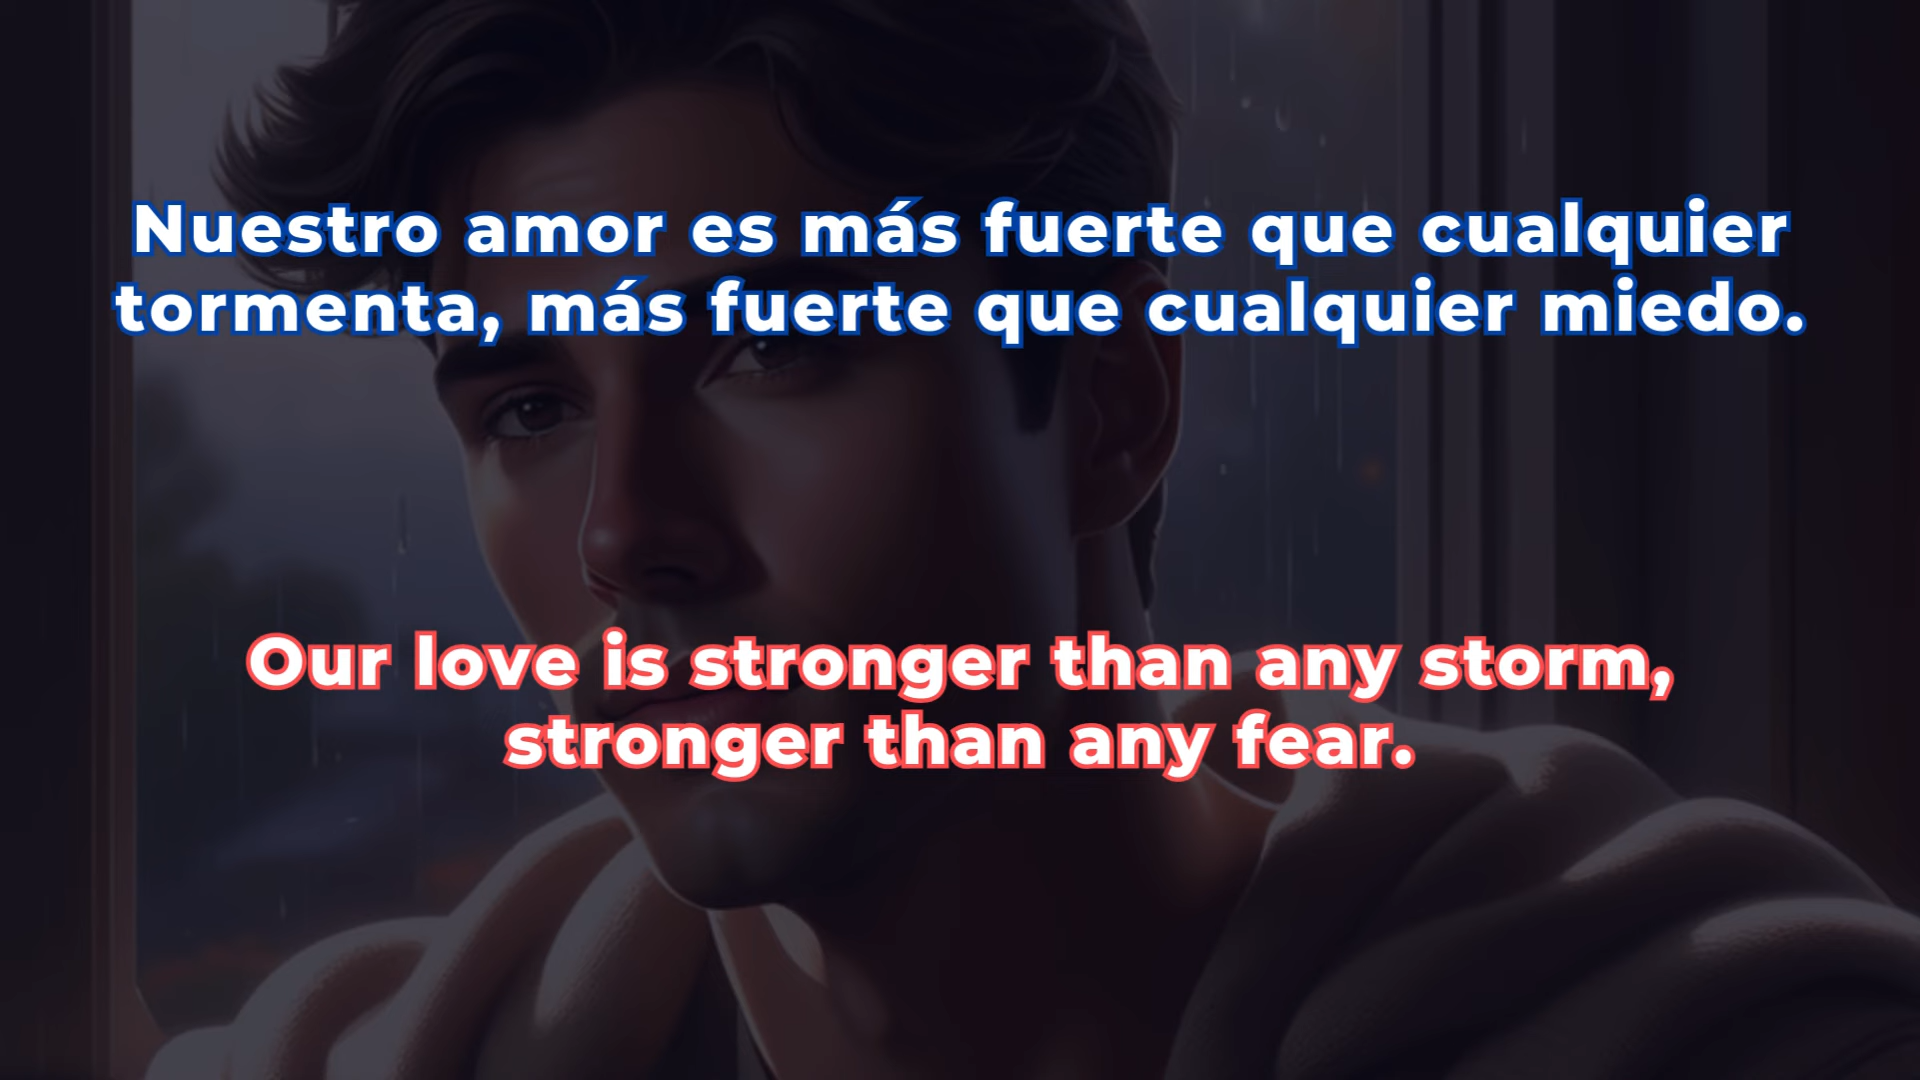 Nuestro amor es más fuerte que cualquier
tormenta, más fuerte que cualquier miedo.
Our love is stronger than any storm,
stronger than any fear.